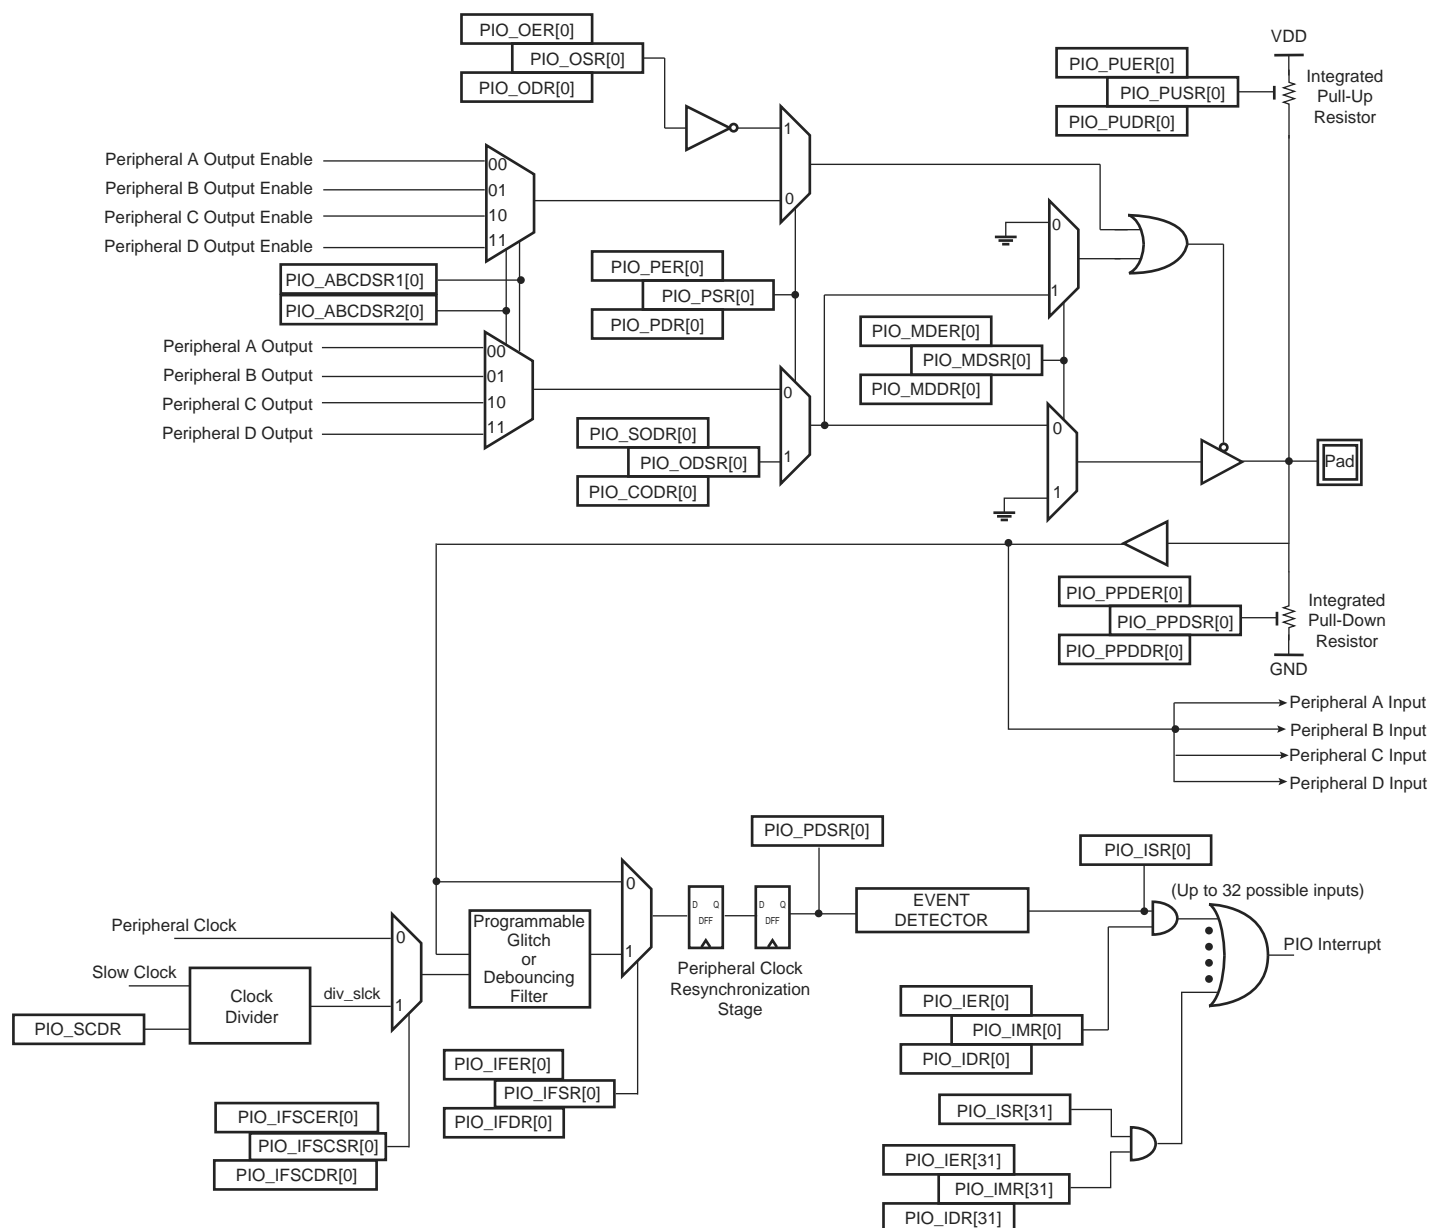 PIO_OER[0]
PIO_OSR[0]
PIO_ODR[0]
1
0
VDD
PIO_PUER[0]
PIO_PUSR[0]
PIO_PUDR[0]
Integrated
Pull-Up
Resistor
Peripheral A Output Enable
Peripheral B Output Enable
Peripheral C Output Enable
Peripheral D Output Enable
00
01
10
11
PIO_ABCDSR1[0]
PIO_ABCDSR2[0]
PIO_PER[0]
PIO_PSR[0]
PIO_PDR[0]
0
1
PIO_MDER[0]
PIO_MDSR[0]
PIO_MDDR[0]
Peripheral A Output
Peripheral B Output
Peripheral C Output
Peripheral D Output
00
01
10
11
0
1
PIO_SODR[0]
PIO_ODSR[0]
PIO_CODR[0]
0
1
Pad
PIO_PPDER[0]
PIO_PPDSR[0]
PIO_PPDDR[0]
Integrated
Pull-Down
Resistor
GND
Peripheral A Input
Peripheral B Input
Peripheral C Input
Peripheral D Input
PIO_PDSR[0]
PIO_ISR[0]
(Up to 32 possible inputs)
Peripheral Clock
Slow Clock
PIO_SCDR
Clock
Divider
div_slck
0
1
Programmable
Glitch
or
Debouncing
Filter
0
1
D Q
DFF
D Q
DFF
Peripheral Clock
Resynchronization
Stage
EVENT
DETECTOR
PIO Interrupt
PIO_IER[0]
PIO_IMR[0]
PIO_IDR[0]
PIO_IFER[0]
PIO_IFSR[0]
PIO_IFDR[0]
PIO_IFSCER[0]
PIO_IFSCSR[0]
PIO_IFSCDR[0]
PIO_ISR[31]
PIO_IER[31]
PIO_IMR[31]
PIO_IDR[31]